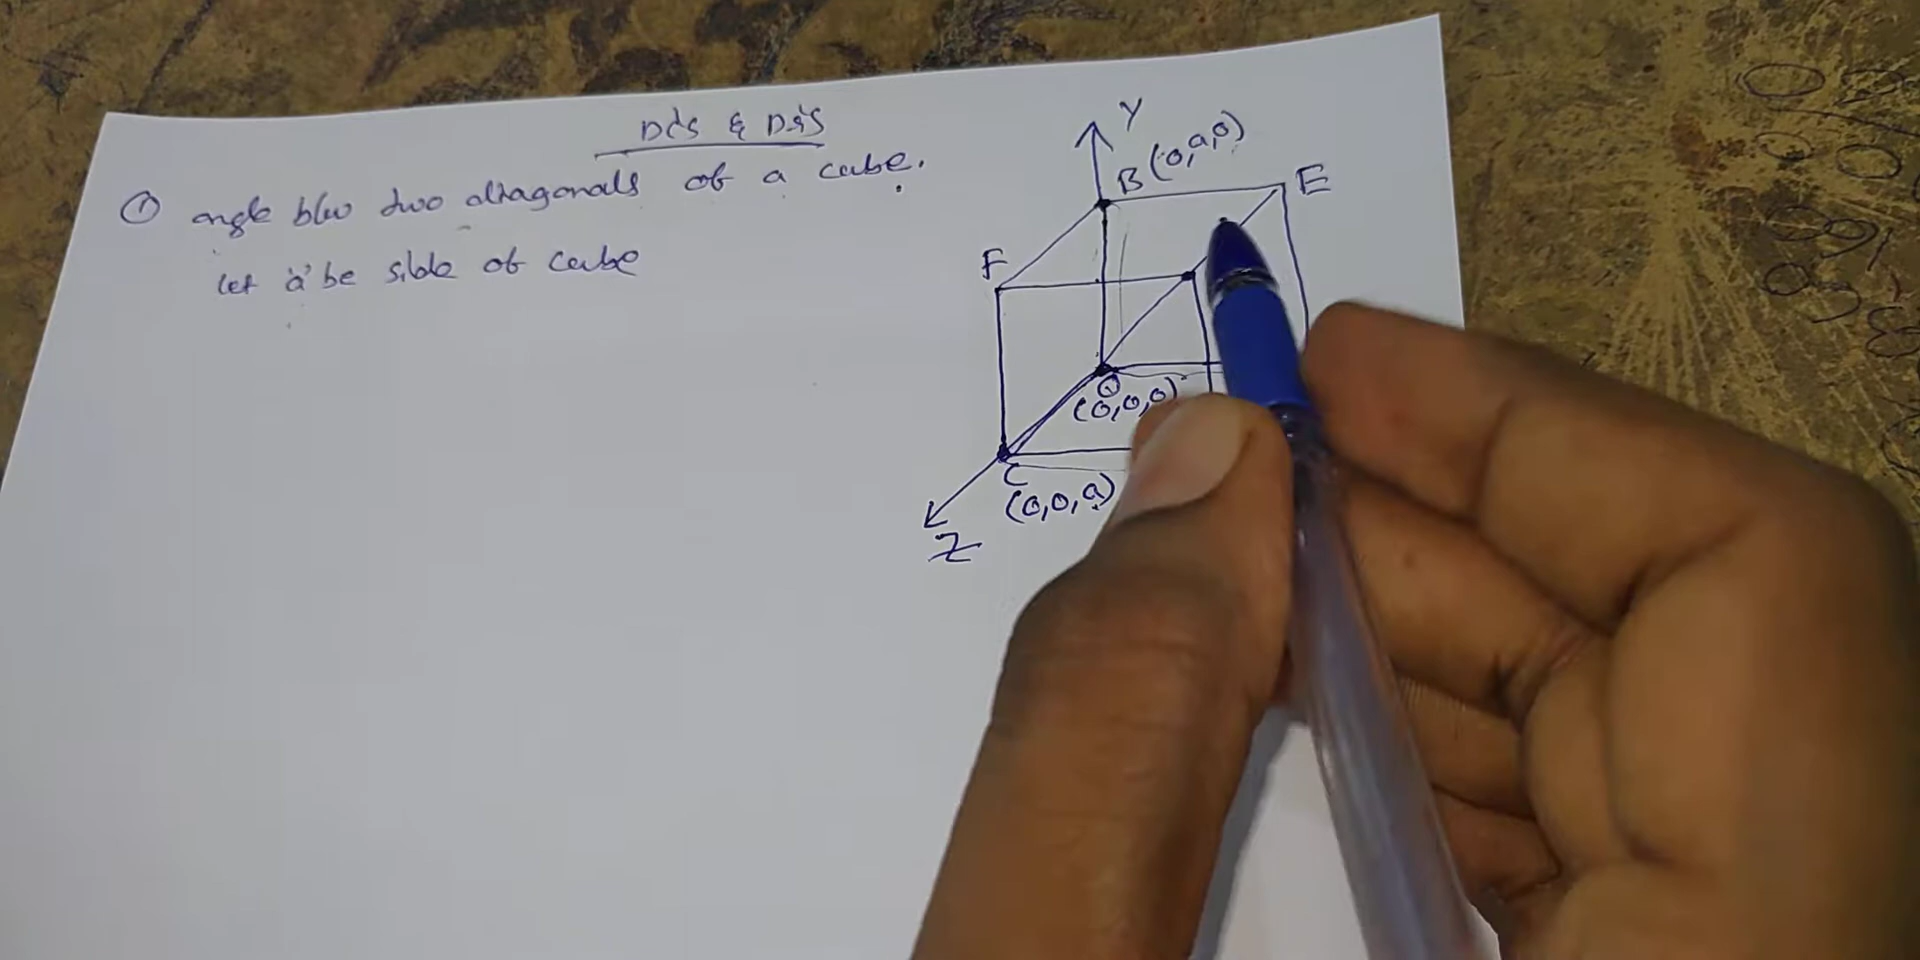 DC'S & DR'S
① angle b/w two diagonals of a cube.
let 'a' be side of cube
Y
B (0,a,0)
E
F
O
(0,0,0)
C
(0,0,a)
Z